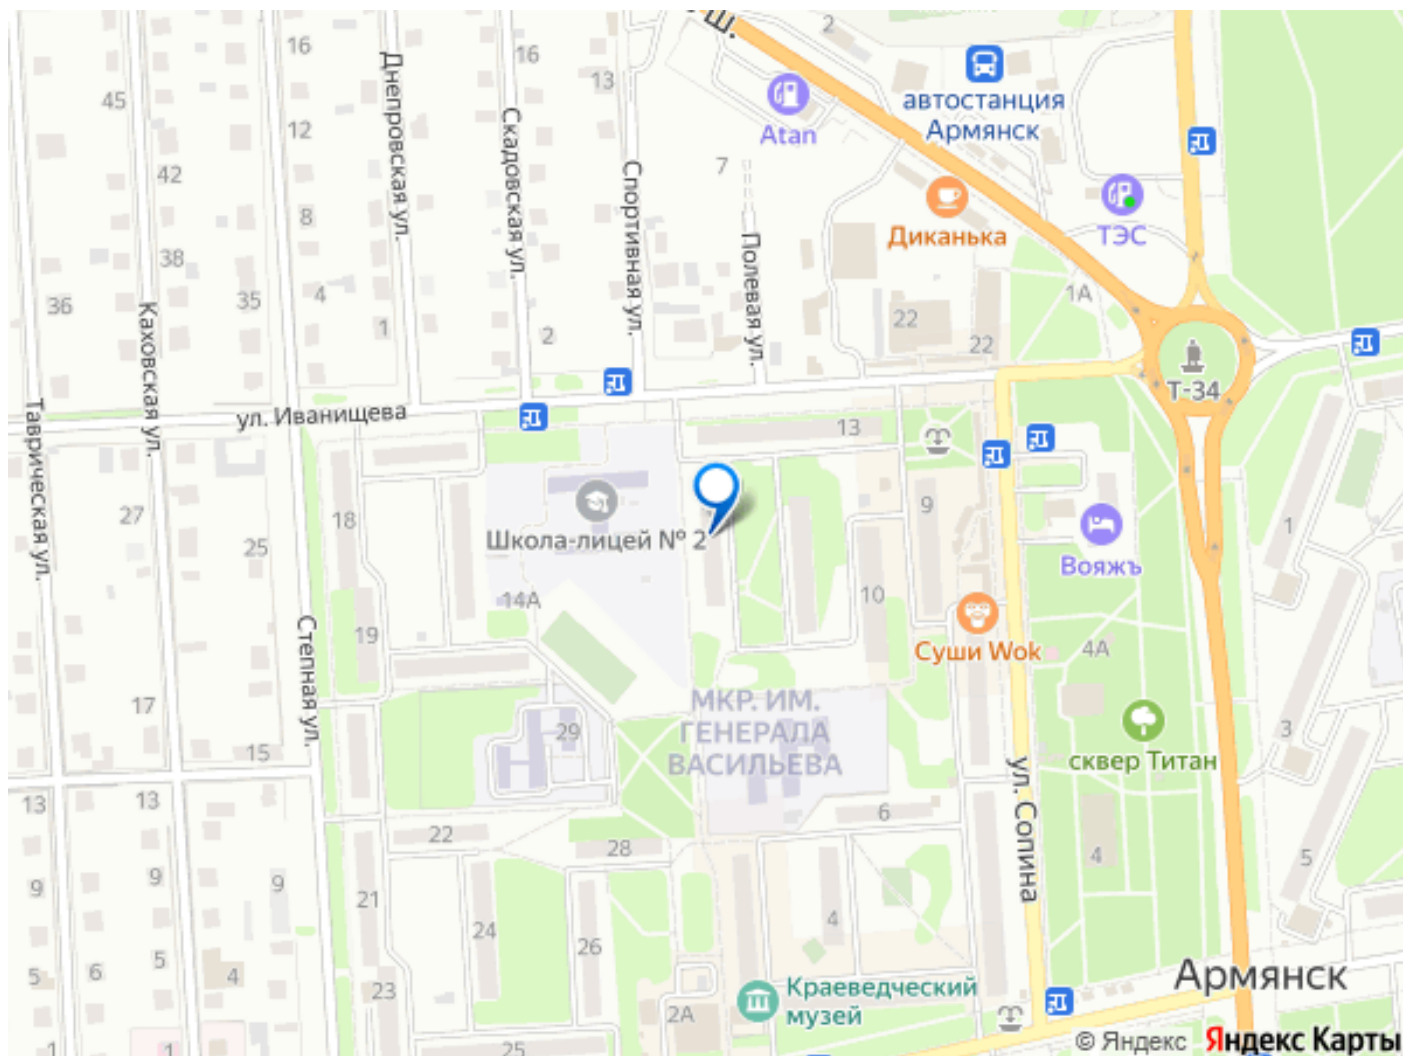 Ш.
2
16
16
13
45
Днепровская ул.
Скадовская ул.
Atan
автостанция
Армянск
12
42
7
Спортивная ул.
Диканька
ТЭС
8
Полевая ул.
38
36
Каховская ул.
35
4
1
2
22
22
1А
Т-34
ул. Иванищева
Таврическая ул.
13
27
18
25
Школа-лицей № 2
9
1
Вояжъ
14А
10
19
Суши Wok
4А
Степная ул.
17
МКР. ИМ.
ГЕНЕРАЛА
ВАСИЛЬЕВА
29
3
15
сквер Титан
13
13
ул. Сопина
22
28
6
4
5
9
9
9
21
24
26
4
5
6
5
4
23
Краеведческий
музей
2А
Армянск
1
1
25
© Яндекс Яндекс Карты